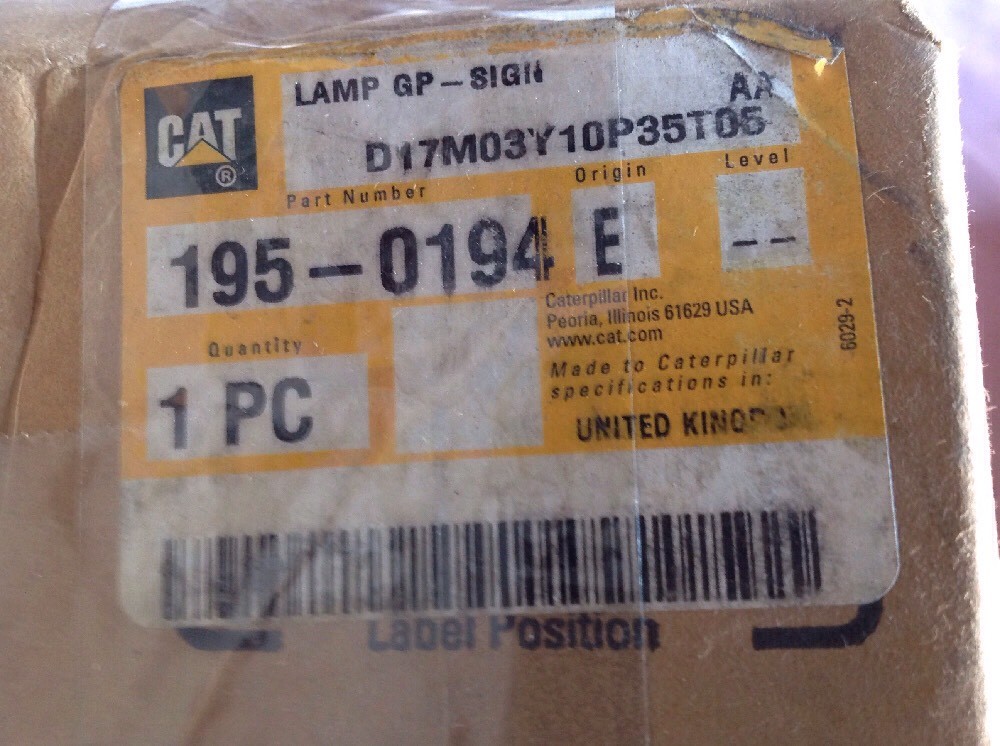 CAT®
LAMP GP-SIGN
AA
D17M03Y10P35T05
Part Number
Origin
Level
195-0194
E
--
Caterpillar Inc.
Peoria, Illinois 61629 USA
www.cat.com
6029-2
Quantity
1 PC
Made to Caterpillar
specifications in:
UNITED
Label Position